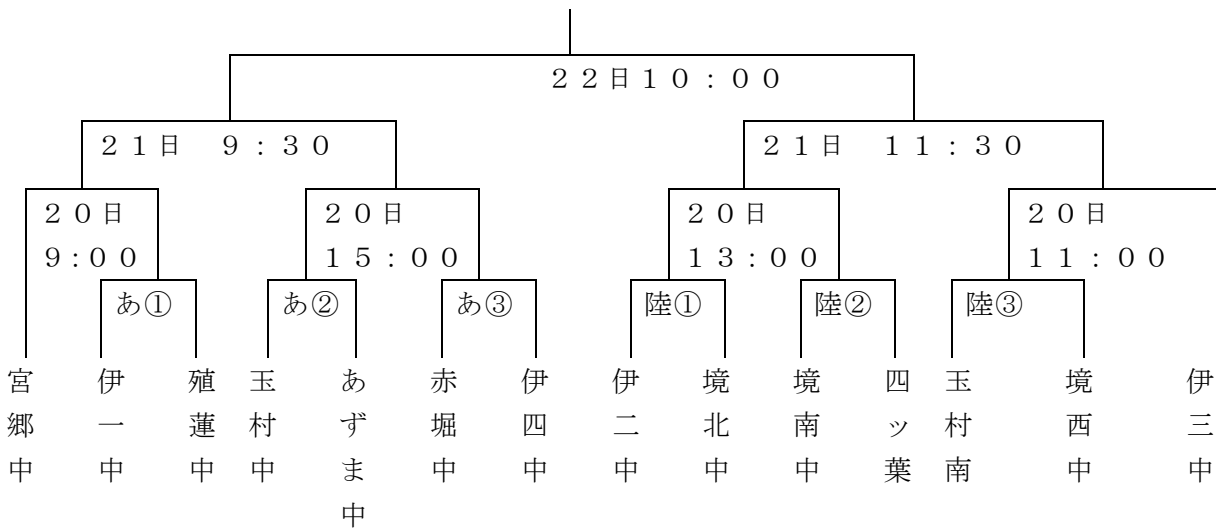 ２２日１０：００
２１日　９：３０
２１日　１１：３０
２０日
９:００
２０日
１５：００
２０日
１３：００
２０日
１１：００
あ①
あ②
あ③
陸①
陸②
陸③
宮郷中
伊一中
殖蓮中
玉村中
あずま中
赤堀中
伊四中
伊二中
境北中
境南中
四ッ葉
玉村南
境西中
伊三中